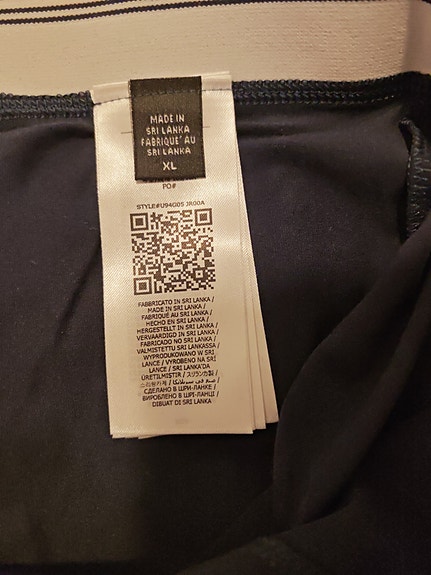 MADE IN
SRI LANKA
FABRIQUÉ AU
SRI LANKA
XL
PO#
STYLE#U94G05 JR00A
FABBRICATO IN SRI LANKA /
MADE IN SRI LANKA /
FABRIQUÉ AU SRI LANKA /
HECHO EN SRI LANKA /
HERGESTELLT IN SRI LANKA /
VERVAARDIGD IN SRI LANKA /
FABRICADO NO SRI LANKA /
VALMISTETTU SRI LANKASSA /
WYPRODUKOWANO W SRI
LANCE / VYROBENO NA SRÍ
LANCE / SRI LANKA'DA
ÜRETILMISTIR / スリランカ製 /
СДЕЛАНО В ШРИ-ЛАНКЕ /
ВИРОБЛЕНО В ШРІ-ЛАНЦІ /
DIBUAT DI SRI LANKA